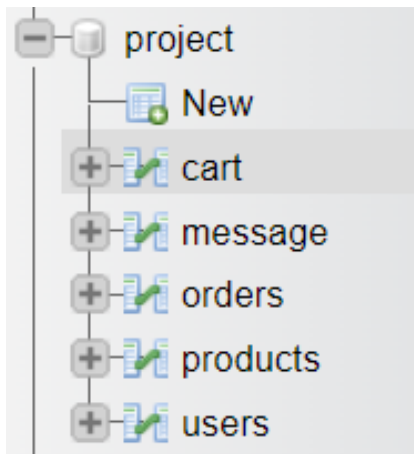 project
New
cart
message
orders
products
users